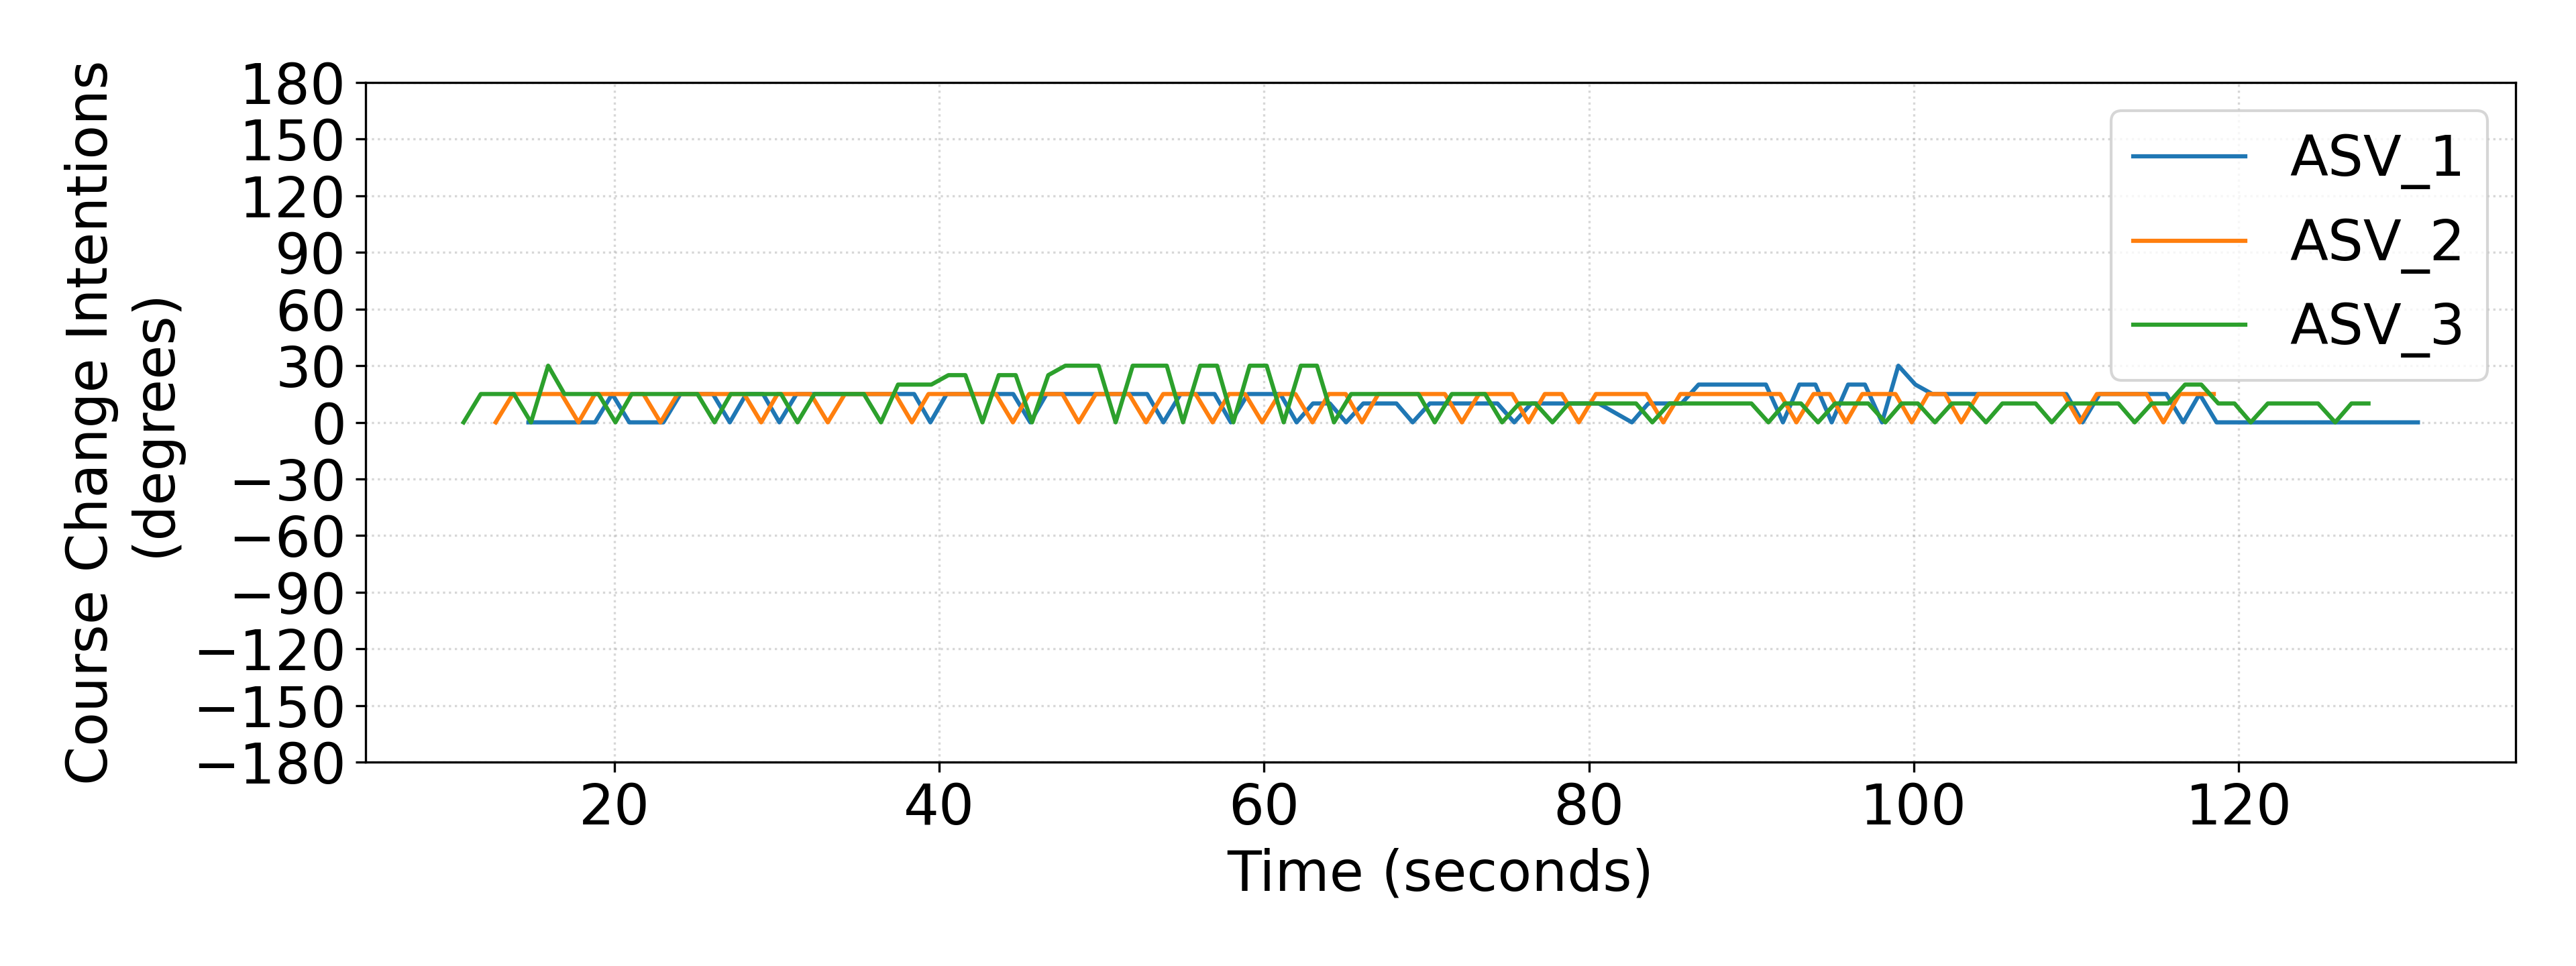 Course Change Intentions
(degrees)
180
150
120
90
60
30
0
−30
−60
−90
−120
−150
−180
20 40 60 80 100 120
Time (seconds)
ASV_1
ASV_2
ASV_3